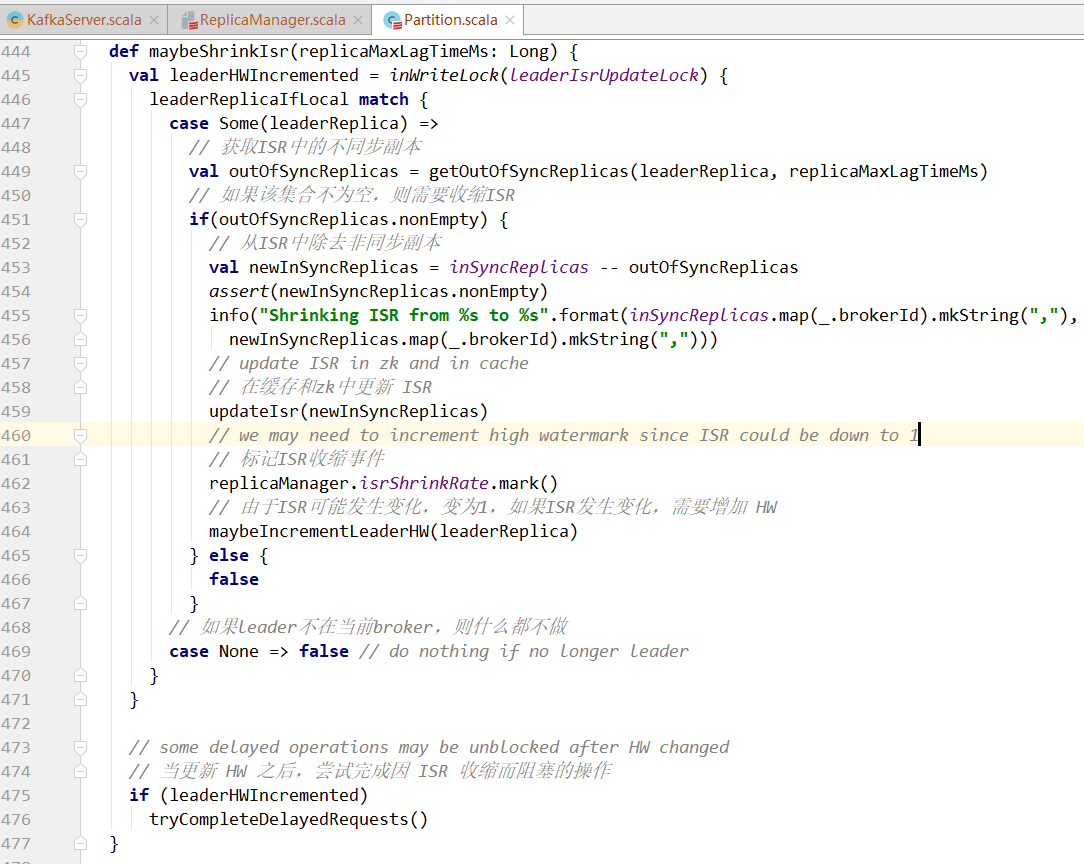 KafkaServer.scala ReplicaManager.scala Partition.scala
444 def maybeShrinkIsr(replicaMaxLagTimeMs: Long) {
445 val leaderHWIncremented = inWriteLock(leaderIsrUpdateLock) {
446 leaderReplicaIfLocal match {
447 case Some(leaderReplica) =>
448 // 获取ISR中的不同步副本
449 val outOfSyncReplicas = getOutOfSyncReplicas(leaderReplica, replicaMaxLagTimeMs)
450 // 如果该集合不为空，则需要收缩ISR
451 if(outOfSyncReplicas.nonEmpty) {
452 // 从ISR中除去非同步副本
453 val newInSyncReplicas = inSyncReplicas -- outOfSyncReplicas
454 assert(newInSyncReplicas.nonEmpty)
455 info("Shrinking ISR from %s to %s".format(inSyncReplicas.map(_.brokerId).mkString(","),
456 newInSyncReplicas.map(_.brokerId).mkString(",")))
457 // update ISR in zk and in cache
458 // 在缓存和zk中更新 ISR
459 updateIsr(newInSyncReplicas)
460 // we may need to increment high watermark since ISR could be down to 1
461 // 标记ISR收缩事件
462 replicaManager.isrShrinkRate.mark()
463 // 由于ISR可能发生变化，变为1，如果ISR发生变化，需要增加 HW
464 maybeIncrementLeaderHW(leaderReplica)
465 } else {
466 false
467 }
468 // 如果leader不在当前broker，则什么都不做
469 case None => false // do nothing if no longer leader
470 }
471 }
472
473 // some delayed operations may be unblocked after HW changed
474 // 当更新 HW 之后，尝试完成因 ISR 收缩而阻塞的操作
475 if (leaderHWIncremented)
476 tryCompleteDelayedRequests()
477 }